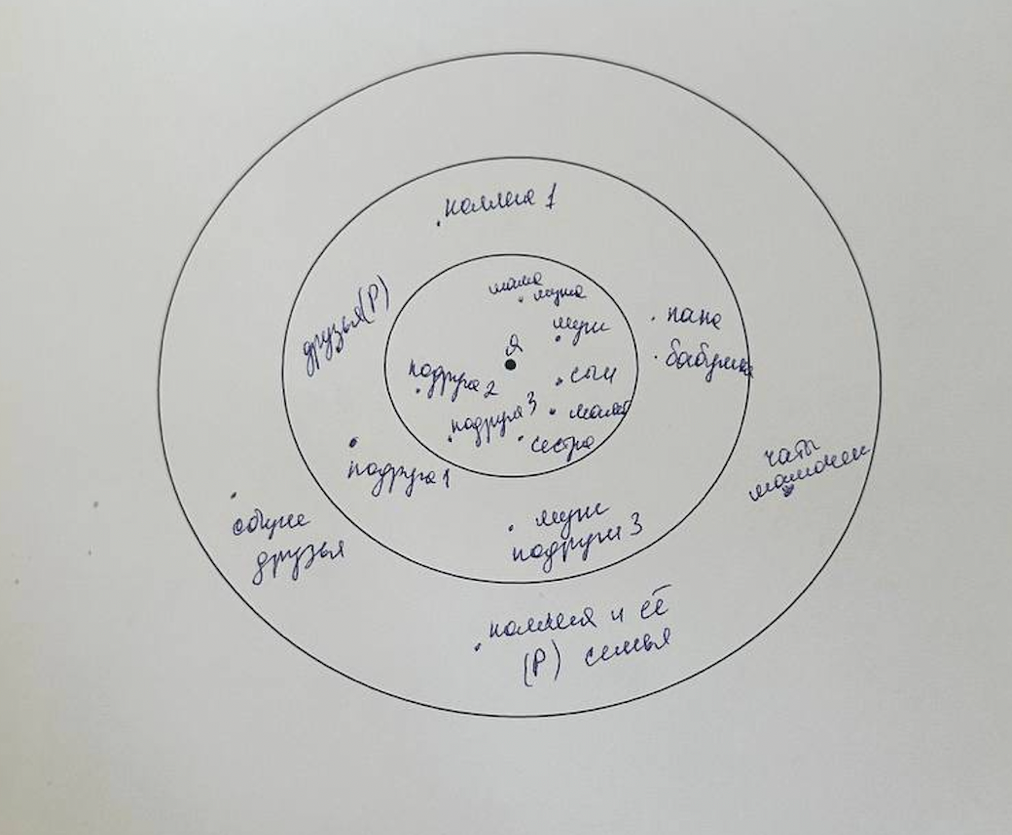 коллега 1
друзья(Р)
мама
мужа
муж
Я
папа
бабушка
подруга 2
сын
подруга 3
мама
сестра
подруга 1
чаты
мамочек
общие
друзья
муж
подруги 3
коллега и её
(Р) семья